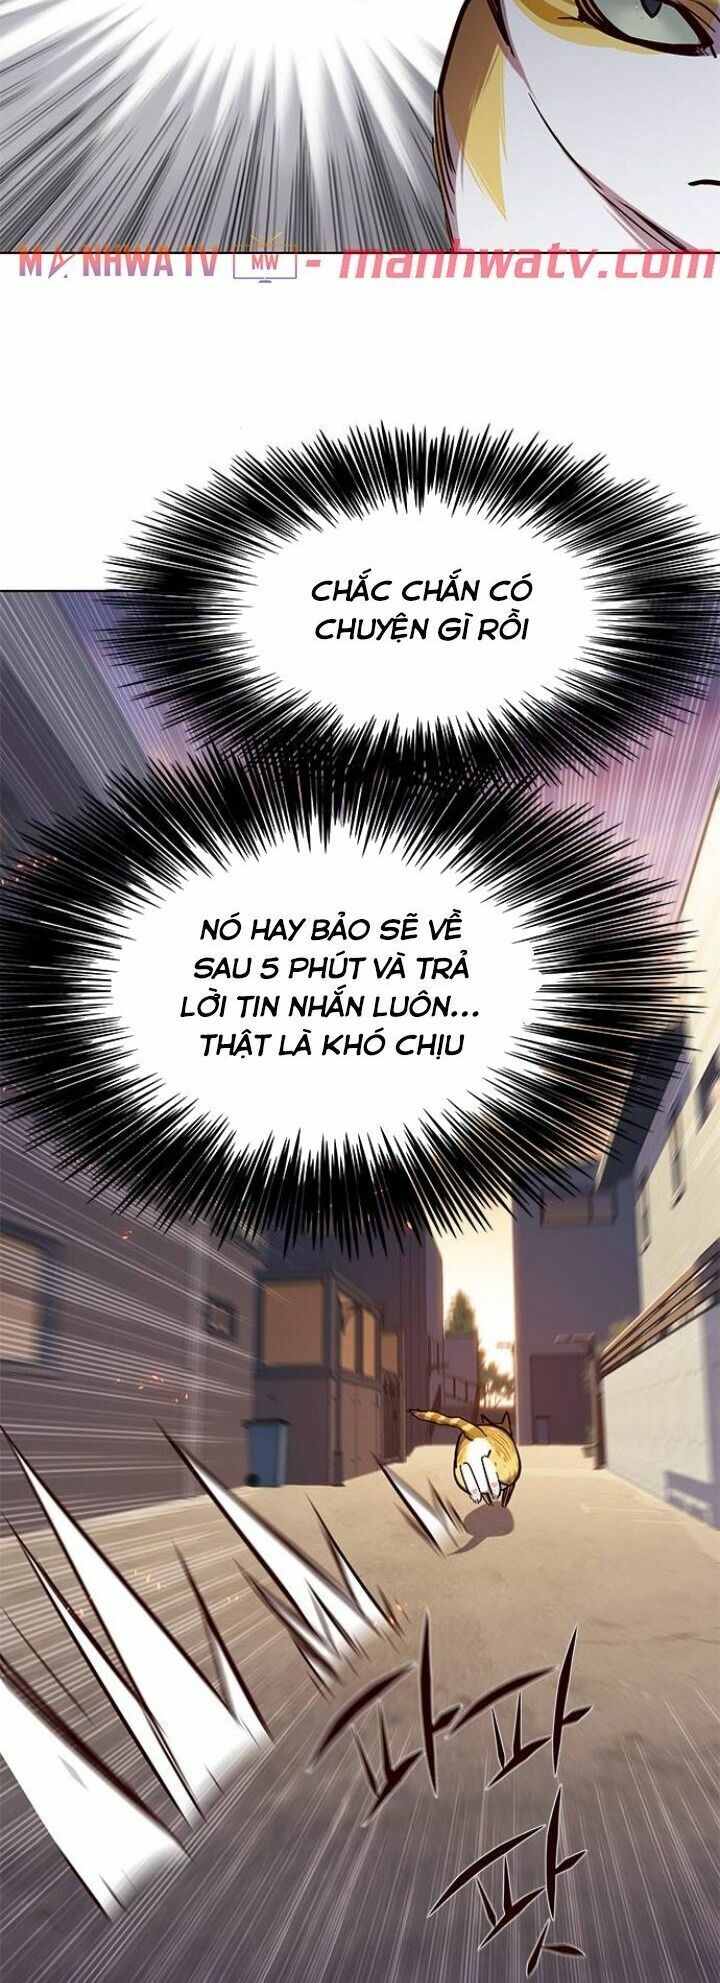 MANHWATV MW - manhwatv.com
CHẮC CHẮN CÓ
CHUYỆN GÌ RỒI
NÓ HAY BẢO SẼ VỀ
SAU 5 PHÚT VÀ TRẢ
LỜI TIN NHẮN LUÔN...
THẬT LÀ KHÓ CHỊU
파 파
파